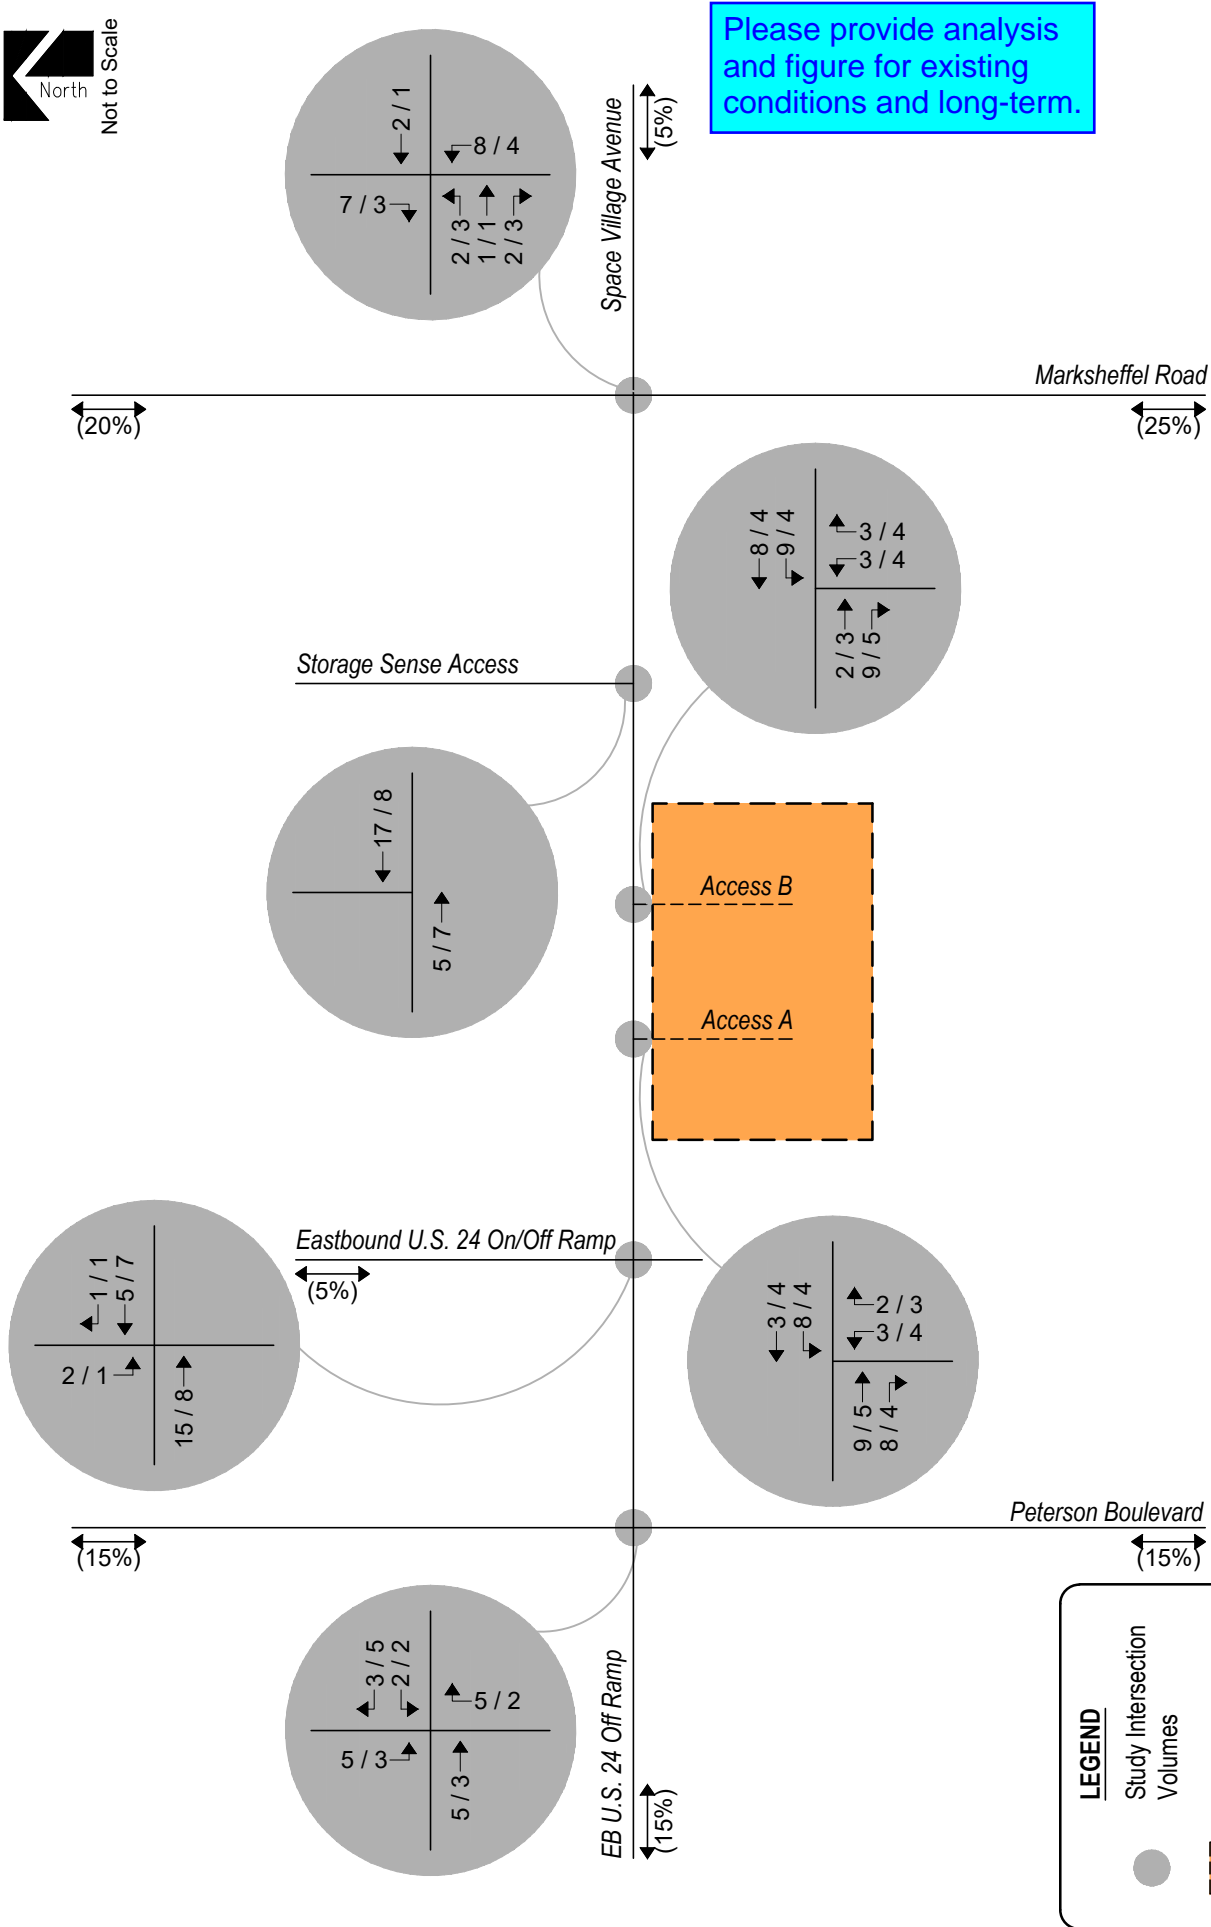 Not to Scale
North
Please provide analysis
and figure for existing
conditions and long-term.
2 / 1
8 / 4
7 / 3
2 / 3
1 / 1
2 / 3
Space Village Avenue
(5%)
Marksheffel Road
(20%)
(25%)
8 / 4
9 / 4
3 / 4
3 / 4
2 / 3
9 / 5
Storage Sense Access
17 / 8
5 / 7
Access B
Access A
Eastbound U.S. 24 On/Off Ramp
(5%)
1 / 1
5 / 7
2 / 1
15 / 8
3 / 4
8 / 4
2 / 3
3 / 4
9 / 5
8 / 4
Peterson Boulevard
(15%)
(15%)
3 / 5
2 / 2
5 / 2
5 / 3
5 / 3
EB U.S. 24 Off Ramp
(15%)
LEGEND
Study Intersection
Volumes